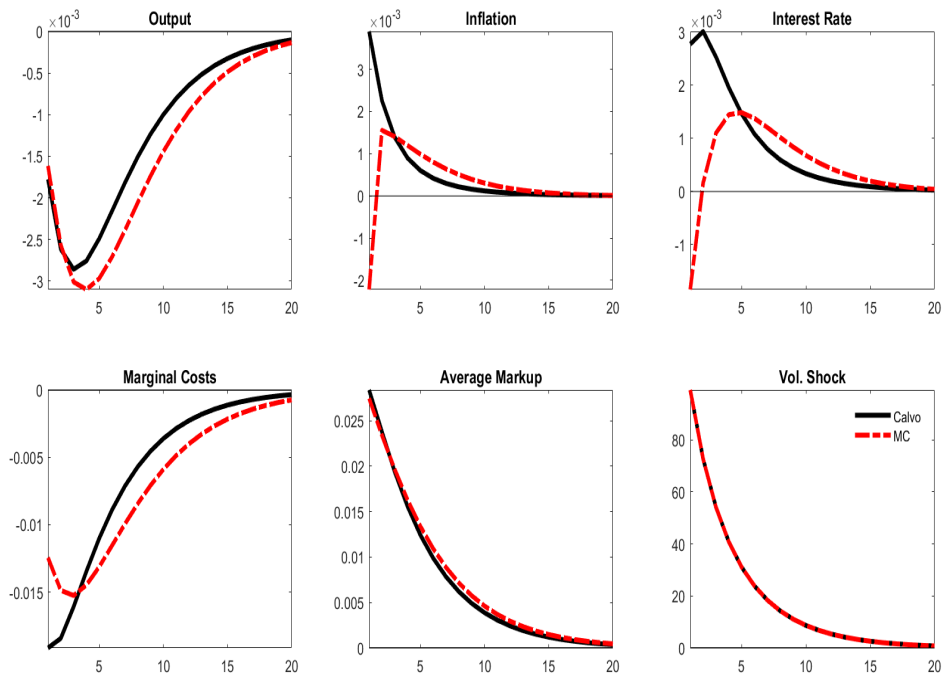 Output
×10⁻³
0
-0.5
-1
-1.5
-2
-2.5
-3
5 10 15 20
Inflation
×10⁻³
3
2
1
0
-1
-2
5 10 15 20
Interest Rate
×10⁻³
3
2
1
0
-1
5 10 15 20
Marginal Costs
0
-0.005
-0.01
-0.015
5 10 15 20
Average Markup
0.025
0.02
0.015
0.01
0.005
0
5 10 15 20
Vol. Shock
80
60
40
20
0
Calvo
MC
5 10 15 20